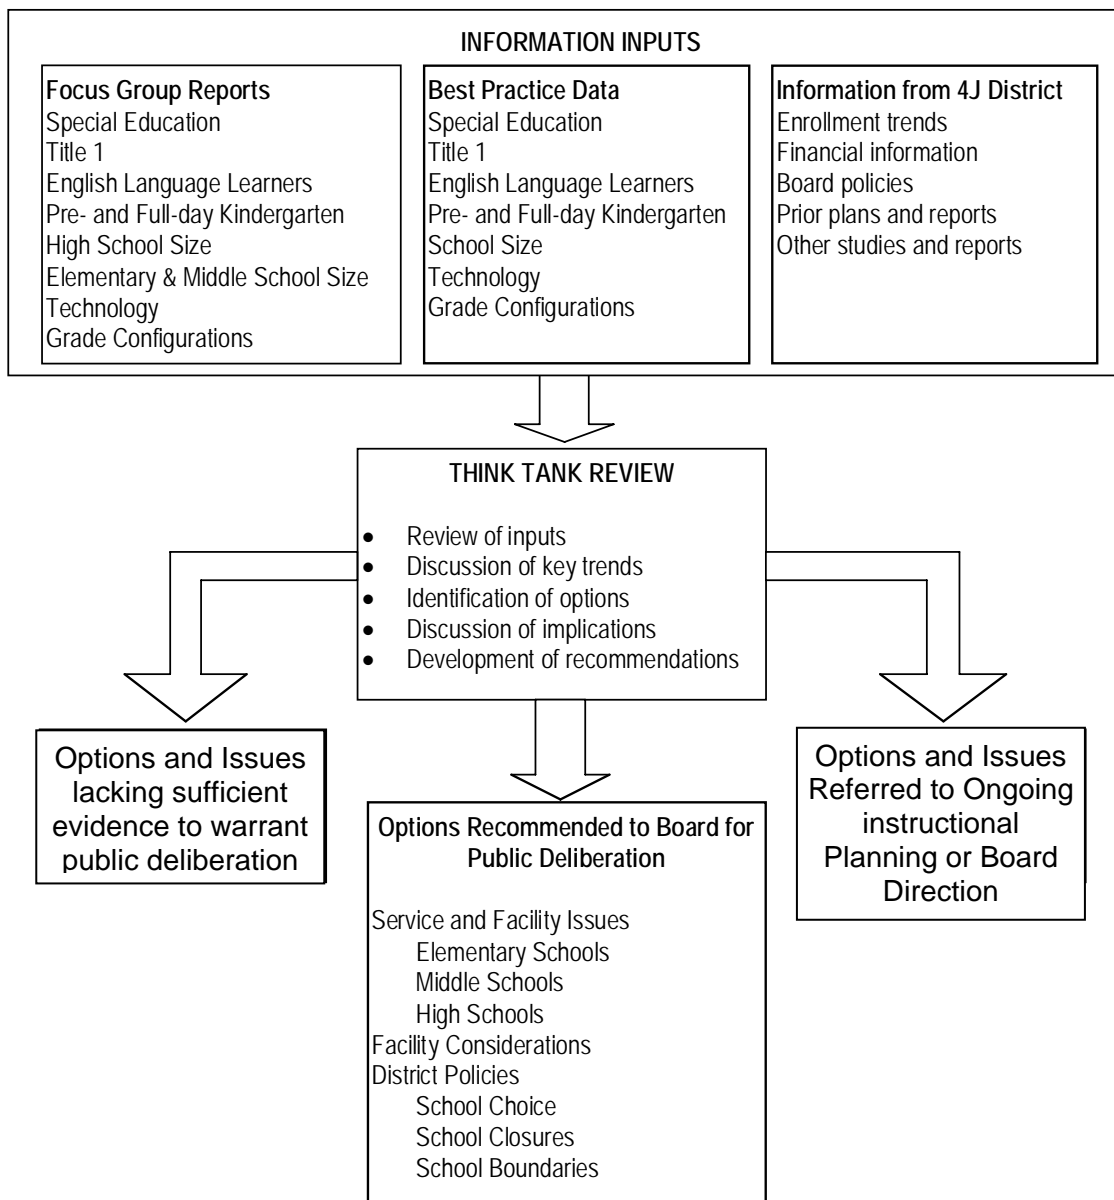 INFORMATION INPUTS
Focus Group Reports
Special Education
Title 1
English Language Learners
Pre- and Full-day Kindergarten
High School Size
Elementary & Middle School Size
Technology
Grade Configurations
Best Practice Data
Special Education
Title 1
English Language Learners
Pre- and Full-day Kindergarten
School Size
Technology
Grade Configurations
Information from 4J District
Enrollment trends
Financial information
Board policies
Prior plans and reports
Other studies and reports
THINK TANK REVIEW
• Review of inputs
• Discussion of key trends
• Identification of options
• Discussion of implications
• Development of recommendations
Options and Issues
lacking sufficient
evidence to warrant
public deliberation
Options Recommended to Board for
Public Deliberation
Service and Facility Issues
Elementary Schools
Middle Schools
High Schools
Facility Considerations
District Policies
School Choice
School Closures
School Boundaries
Options and Issues
Referred to Ongoing
instructional
Planning or Board
Direction